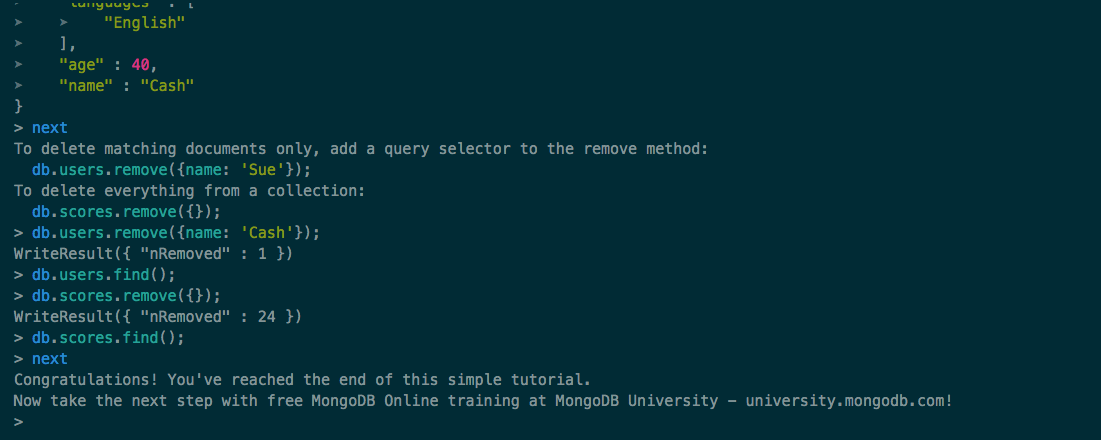 "languages" : [
➤    ➤    "English"
➤    ],
➤    "age" : 40,
➤    "name" : "Cash"
}
> next
To delete matching documents only, add a query selector to the remove method:
  db.users.remove({name: 'Sue'});
To delete everything from a collection:
  db.scores.remove({});
> db.users.remove({name: 'Cash'});
WriteResult({ "nRemoved" : 1 })
> db.users.find();
> db.scores.remove({});
WriteResult({ "nRemoved" : 24 })
> db.scores.find();
> next
Congratulations! You've reached the end of this simple tutorial.
Now take the next step with free MongoDB Online training at MongoDB University - university.mongodb.com!
>